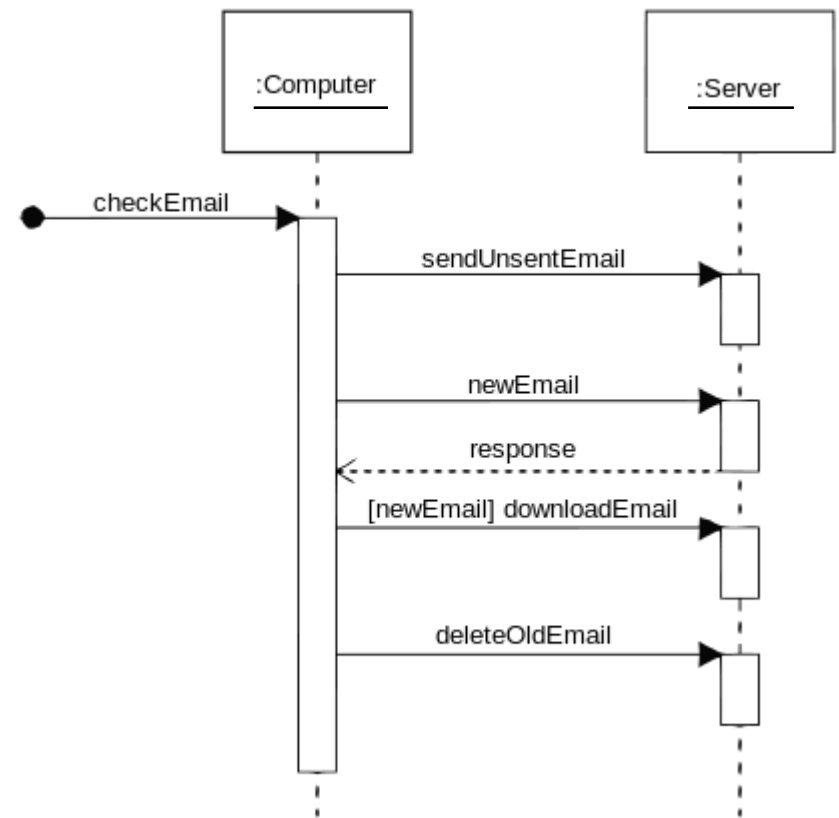 :Computer
:Server
checkEmail
sendUnsentEmail
newEmail
response
[newEmail] downloadEmail
deleteOldEmail